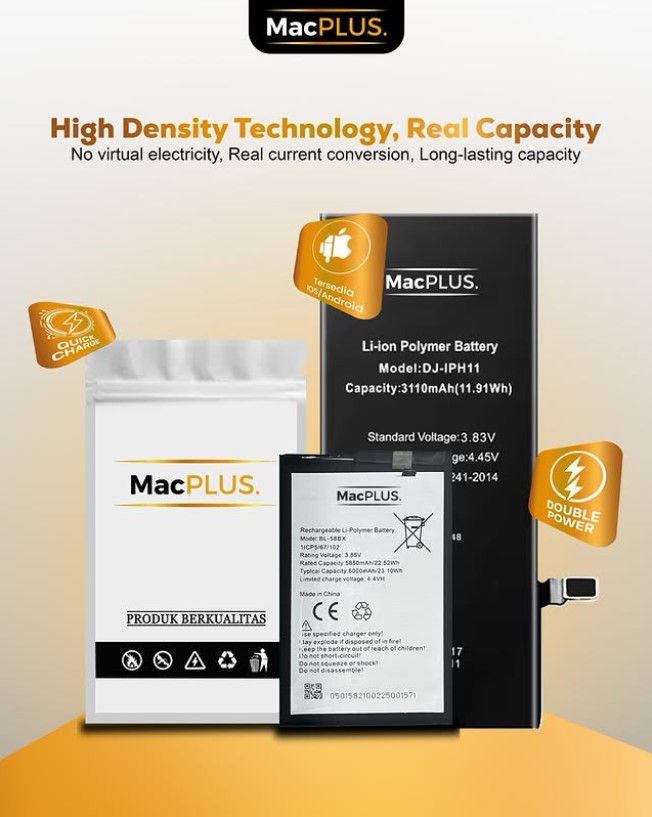 MacPLUS.
High Density Technology, Real Capacity
No virtual electricity, Real current conversion, Long-lasting capacity
Tersedia
iOS/Android
MacPLUS.
Li-ion Polymer Battery
Model:DJ-IPH11
Capacity:3110mAh(11.91Wh)
Standard Voltage:3.83V
ge:4.45V
241-2014
48
17
11
QUICK
CHARGE
MacPLUS.
PRODUK BERKUALITAS
DOUBLE
POWER
MacPLUS.
Rechargeable Li-Polymer Battery
Model: BL-58BX
1ICP5/67/102
Rating Voltage: 3.85V
Rated Capacity:5850mAh/22.52Wh
Typical Capacity:6000mAh/23.10Wh
Limited charge voltage: 4.4VH
Made in China
CE
use specified charger only!
May explode if disposed of in fire!
Keep the battery out of reach of children!
Do not short-circuit!
Do not squeeze or shock!
Do not disassemble!
0501582100225001571